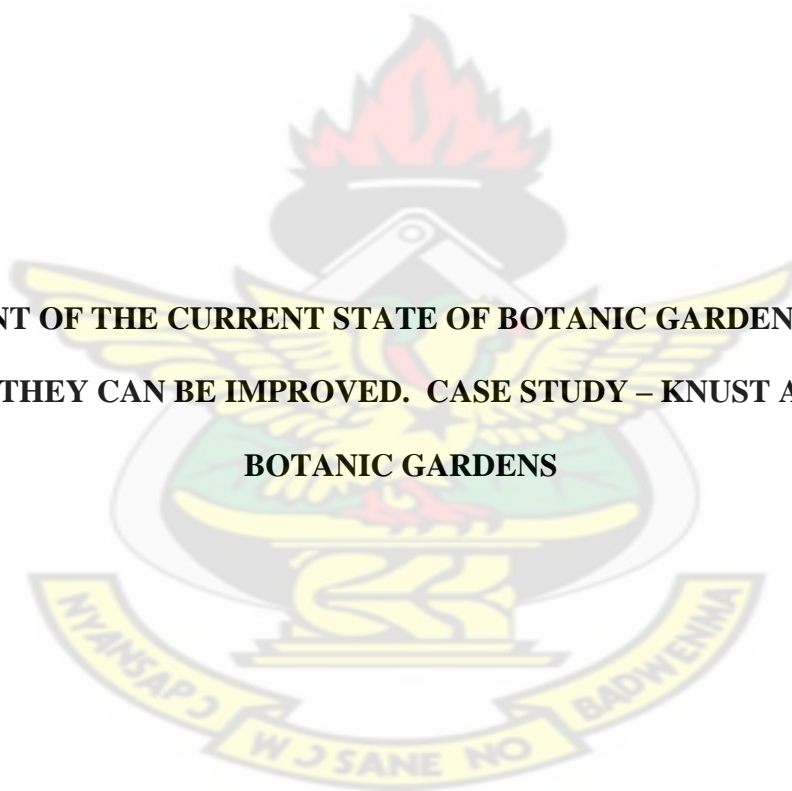 NT OF THE CURRENT STATE OF BOTANIC GARDEN
THEY CAN BE IMPROVED. CASE STUDY – KNUST A
BOTANIC GARDENS
NYANSAPƆ WƆSANE NO BADWENMA